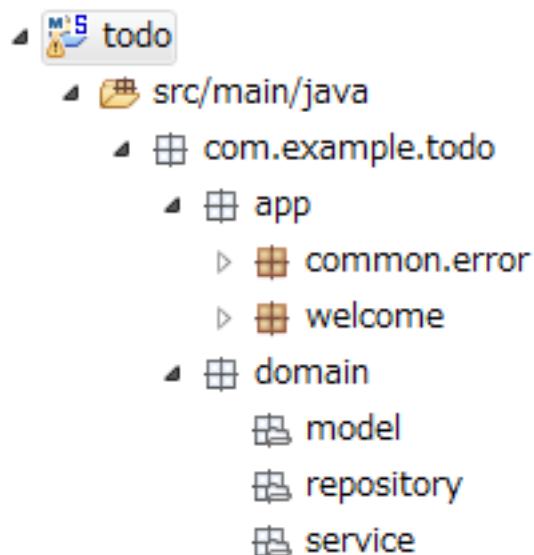 todo
src/main/java
com.example.todo
app
common.error
welcome
domain
model
repository
service